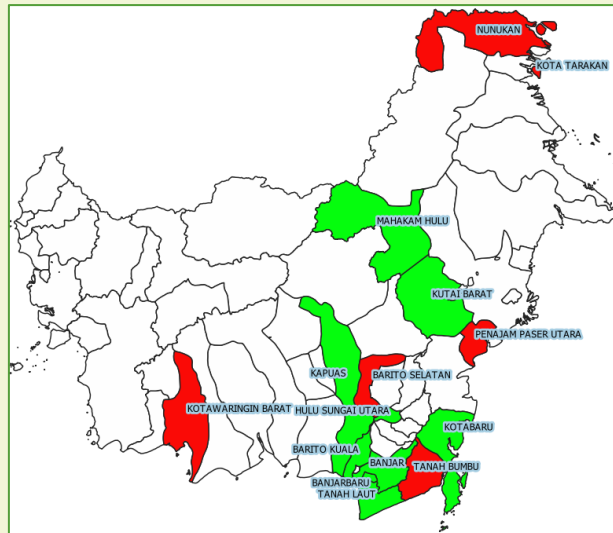 NUNUKAN
KOTA TARAKAN
MAHAKAM HULU
KUTAI BARAT
PENAJAM PASER UTARA
KAPUAS
BARITO SELATAN
KOTAWARINGIN BARAT
HULU SUNGAI UTARA
KOTABARU
BARITO KUALA
BANJAR
TANAH BUMBU
BANJARBARU
TANAH LAUT